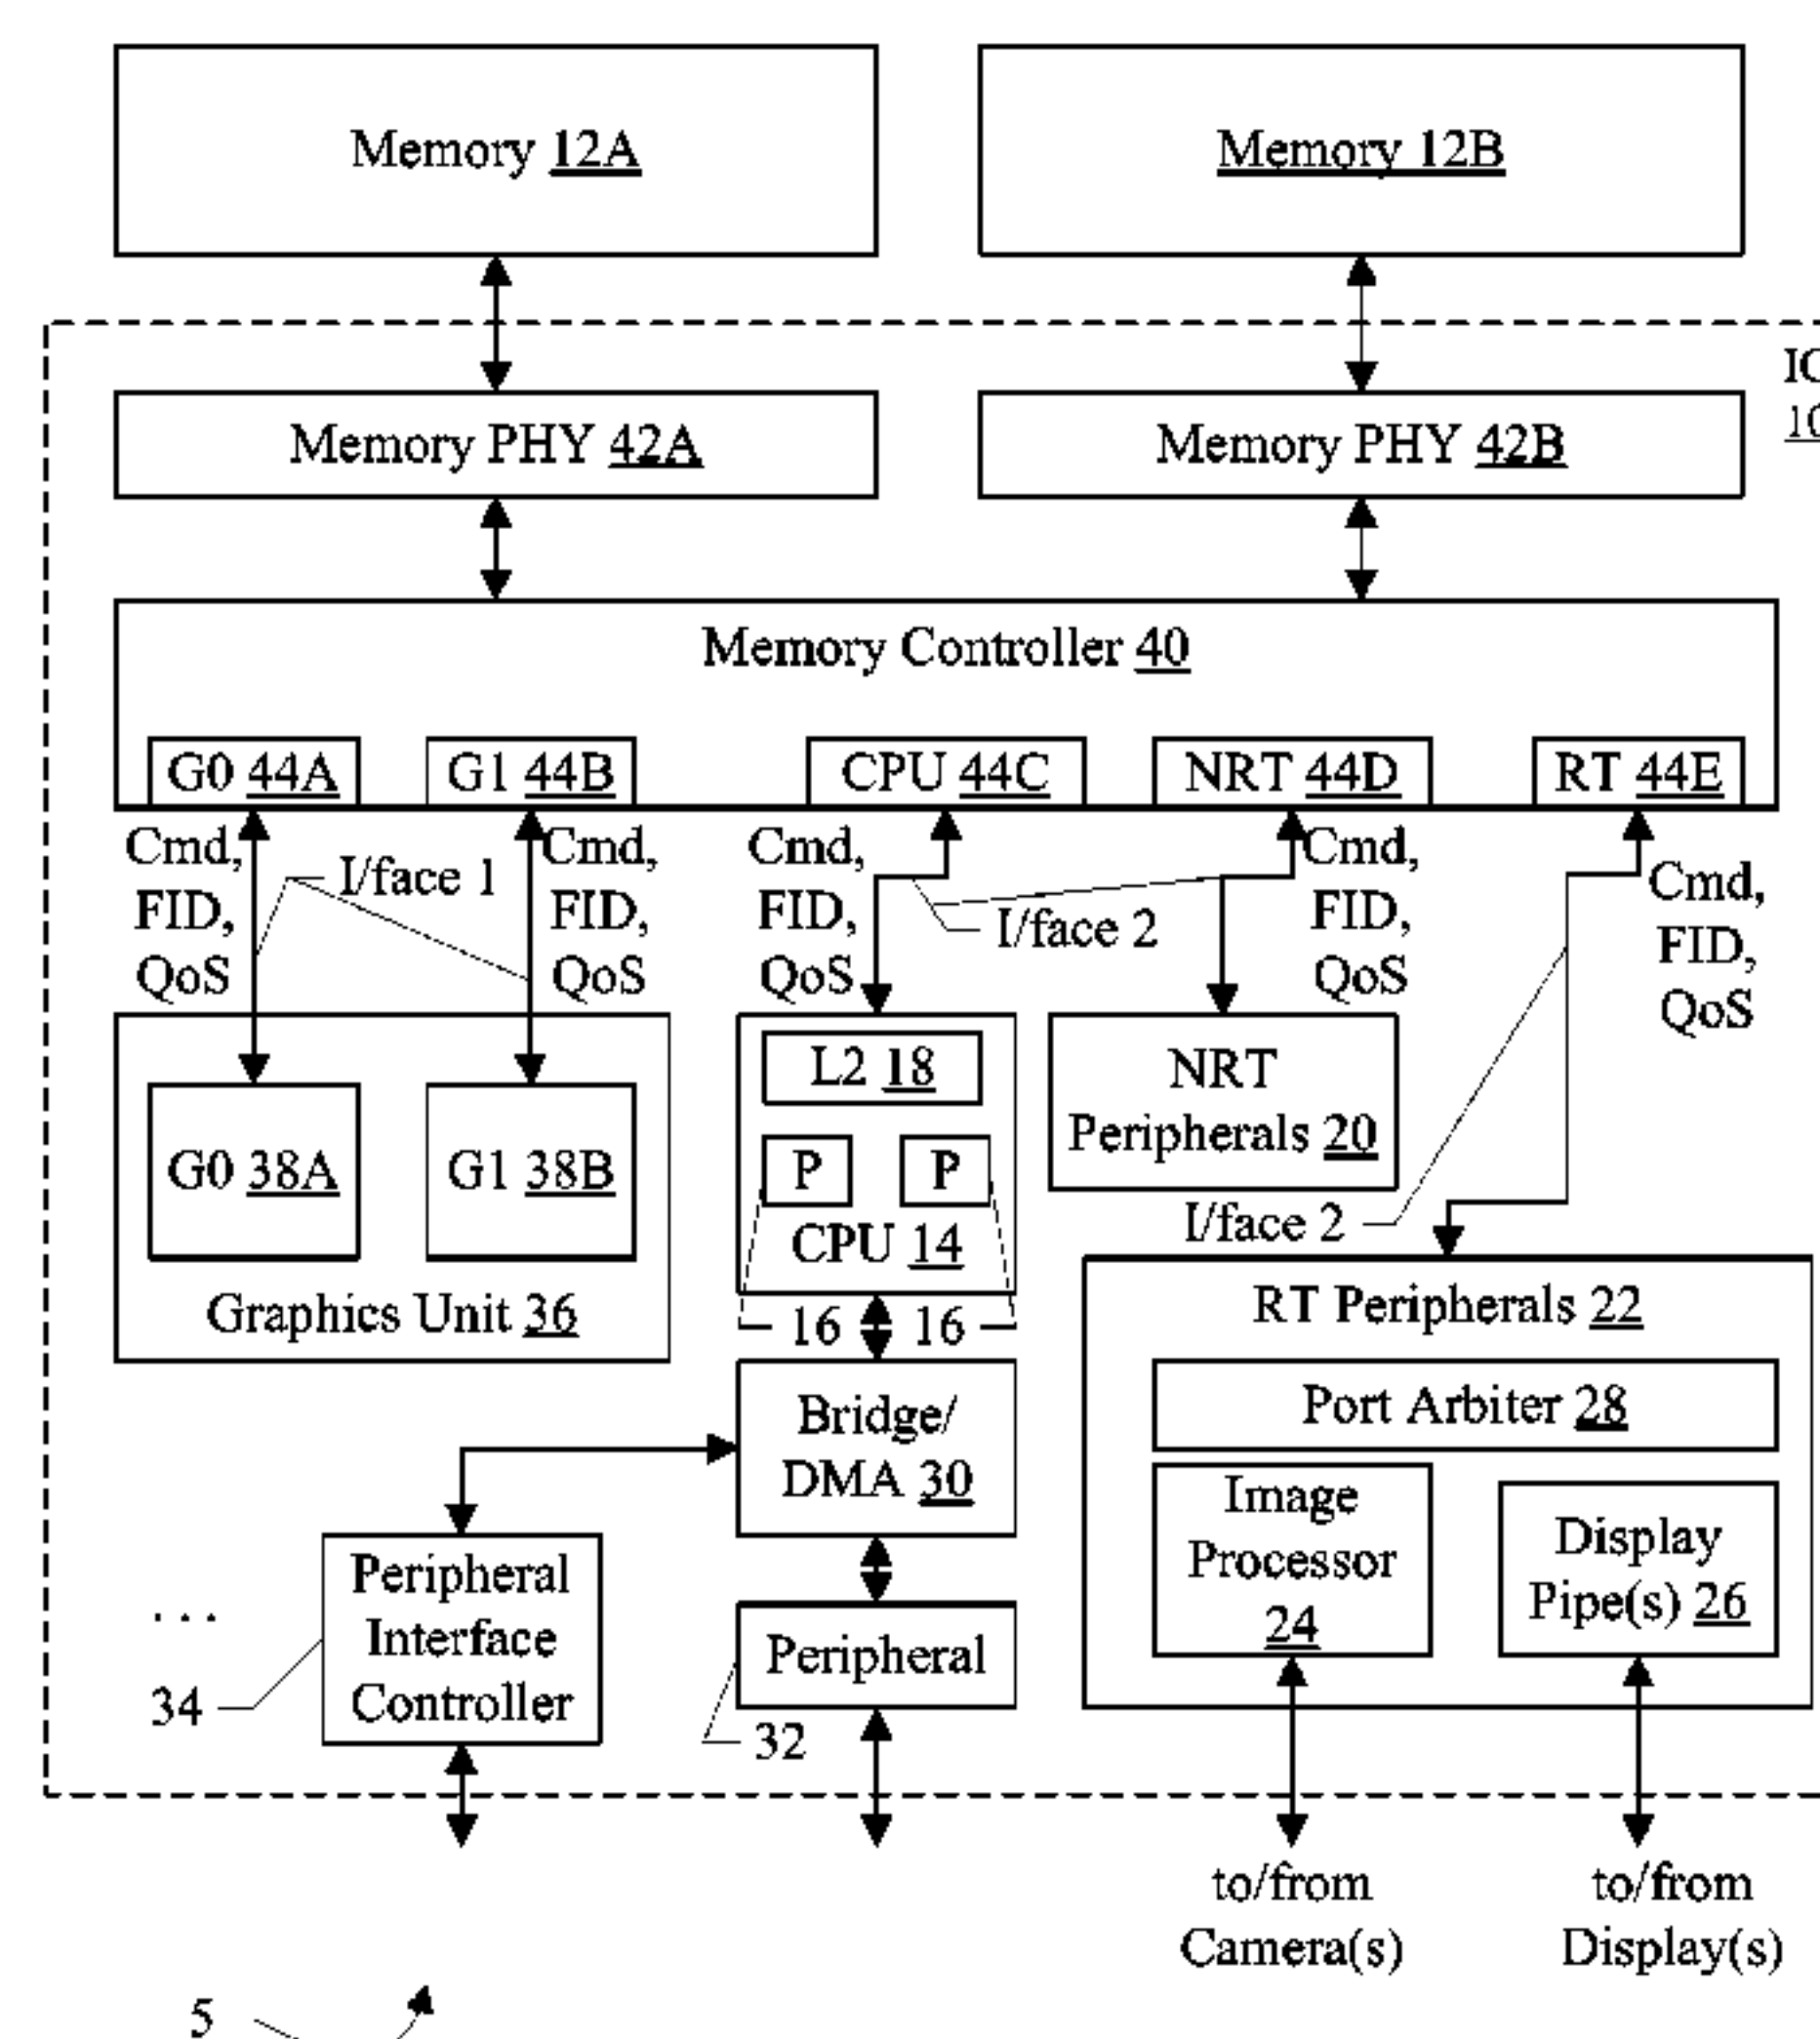 Memory 12A
Memory 12B
Memory PHY 42A
Memory PHY 42B
Memory Controller 40
G0 44A
G1 44B
CPU 44C
NRT 44D
RT 44E
Cmd,
FID,
QoS
I/face 1
Cmd,
FID,
QoS
Cmd,
FID,
QoS
I/face 2
Cmd,
FID,
QoS
Cmd,
FID,
QoS
G0 38A
G1 38B
Graphics Unit 36
L2 18
P
P
CPU 14
16
16
NRT
Peripherals 20
I/face 2
RT Peripherals 22
Port Arbiter 28
Image
Processor
24
Display
Pipe(s) 26
Bridge/
DMA 30
Peripheral
Interface
Controller
. . .
34
Peripheral
32
to/from
Camera(s)
to/from
Display(s)
5